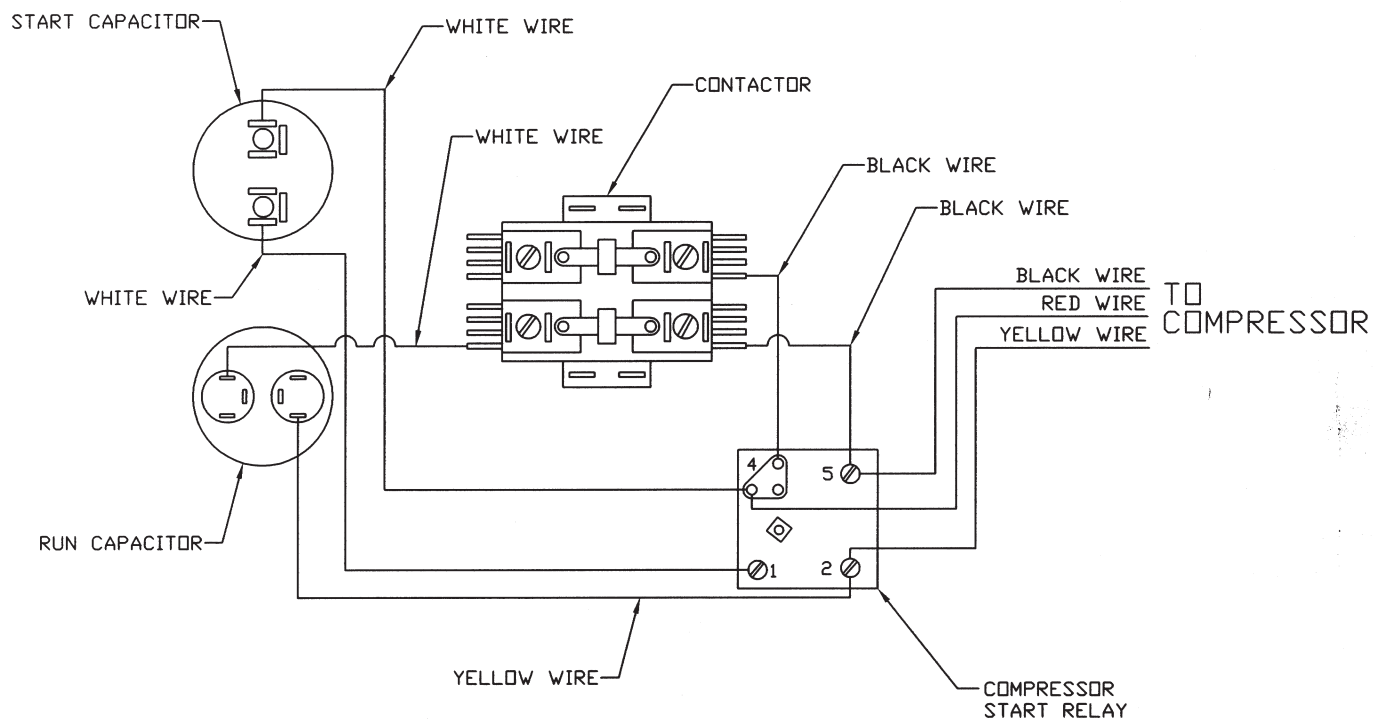 START CAPACITOR
WHITE WIRE
CONTACTOR
WHITE WIRE
BLACK WIRE
BLACK WIRE
BLACK WIRE
RED WIRE
YELLOW WIRE
TO
COMPRESSOR
WHITE WIRE
4
5
RUN CAPACITOR
1
2
YELLOW WIRE
COMPRESSOR
START RELAY